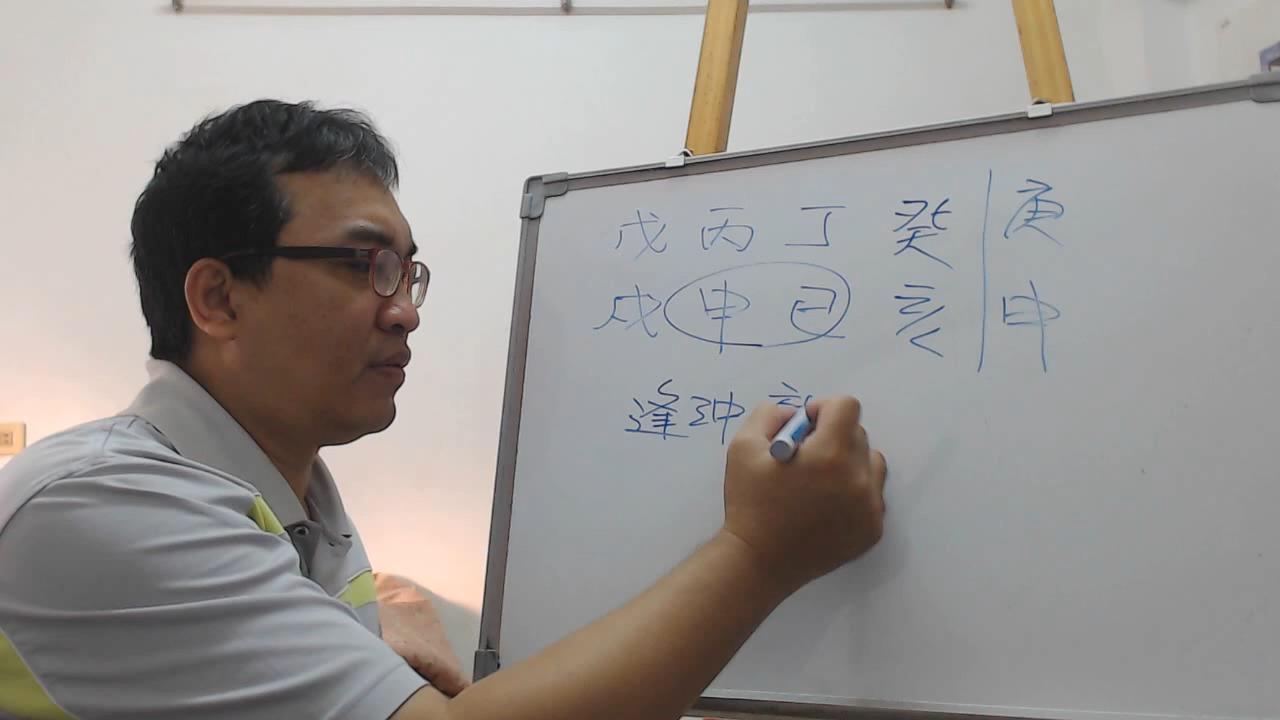 戊丙丁癸 庚
戌申巳亥 申
逢沖